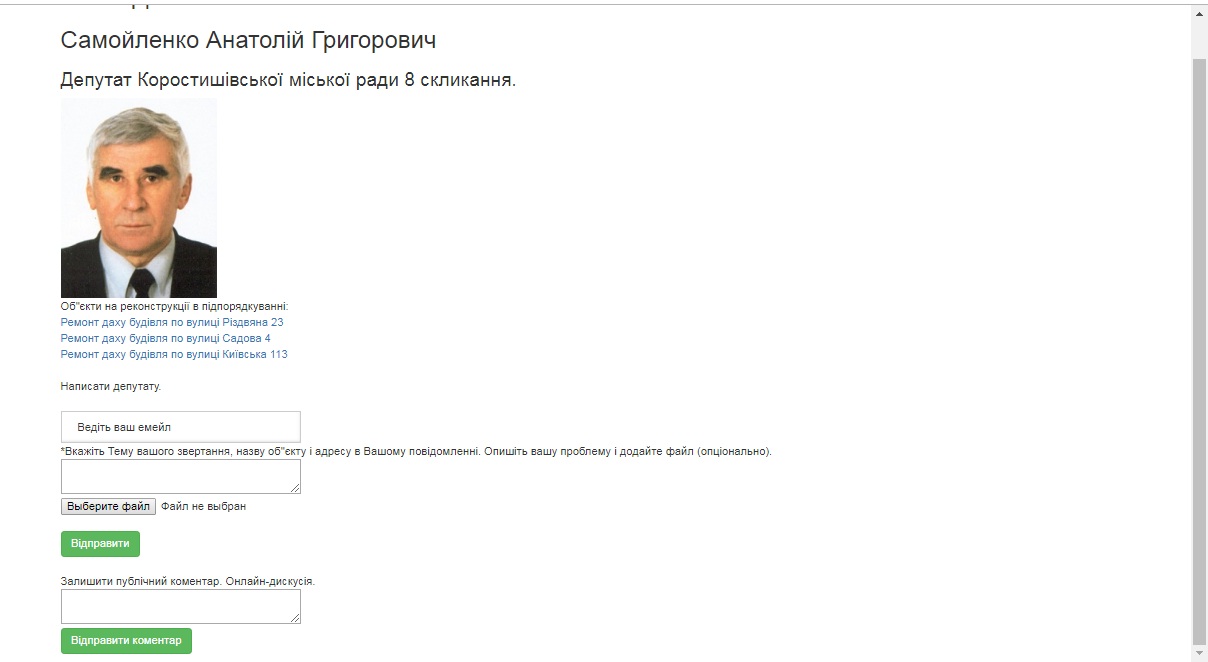 Самойленко Анатолій Григорович
Депутат Коростишівської міської ради 8 скликання.
Об"єкти на реконструкції в підпорядкуванні:
Ремонт даху будівля по вулиці Різдвяна 23
Ремонт даху будівля по вулиці Садова 4
Ремонт даху будівля по вулиці Київська 113
Написати депутату.
Ведіть ваш емейл
*Вкажіть Тему вашого звертання, назву об"єкту і адресу в Вашому повідомленні. Опишіть вашу проблему і додайте файл (опціонально).
Выберите файл Файл не выбран
Відправити
Залишити публічний коментар. Онлайн-дискусія.
Відправити коментар